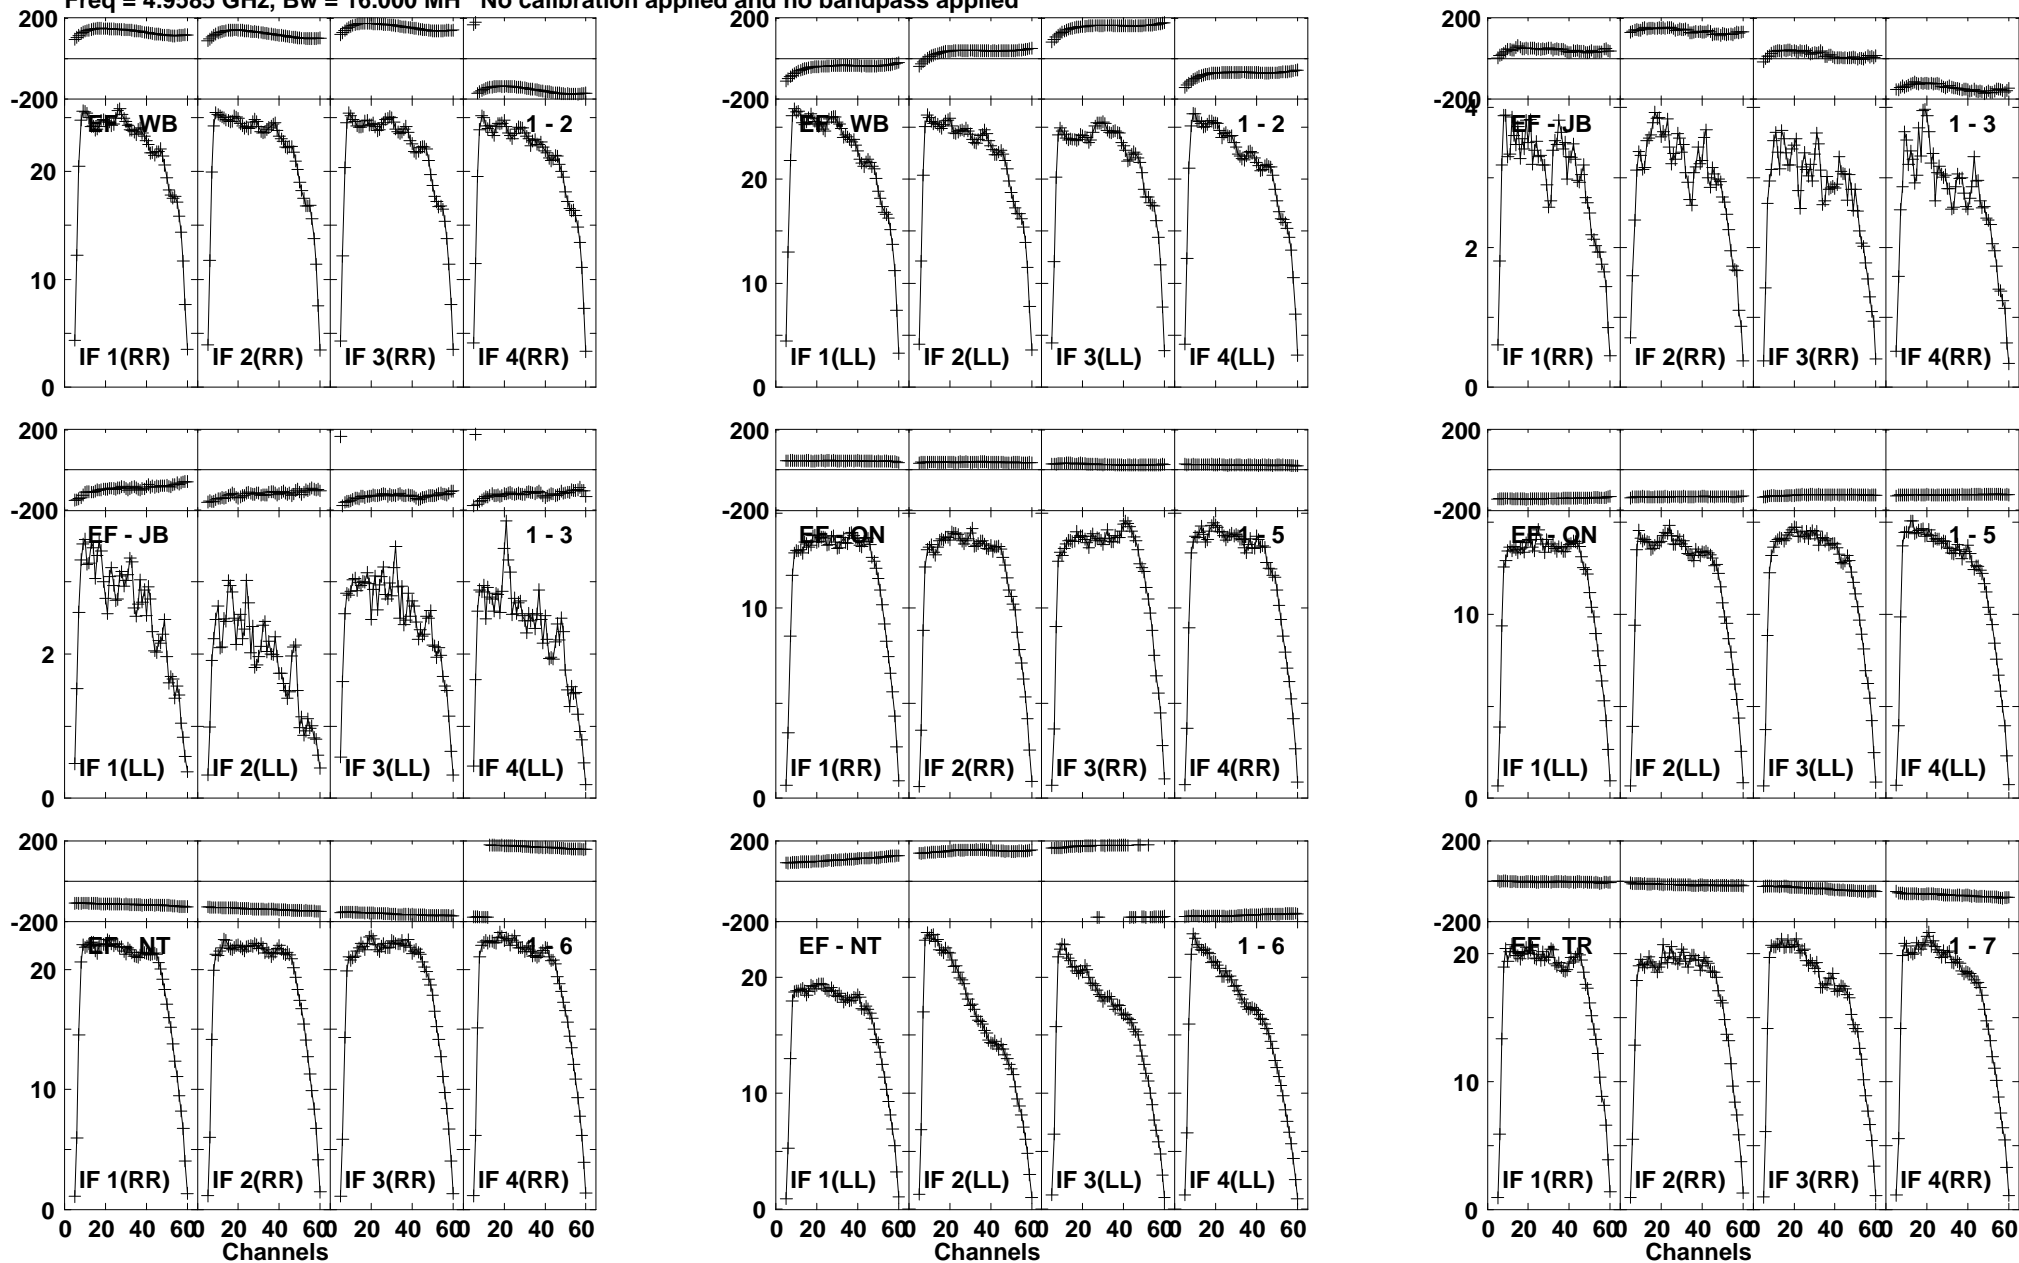 Freq = 4.9585 GHz, Bw = 16.000 MH No calibration applied and no bandpass applied
200 200 200
-200 -200 -200
EF - WB 1 - 2 EF - WB 1 - 2 4 EF - JB 1 - 3
20 20 2
10 10
IF 1(RR) IF 2(RR) IF 3(RR) IF 4(RR) IF 1(LL) IF 2(LL) IF 3(LL) IF 4(LL) IF 1(RR) IF 2(RR) IF 3(RR) IF 4(RR)
0 0 0
200 200 200
-200 -200 -200
EF - JB 1 - 3 EF - ON 1 - 5 EF - ON 1 - 5
2 10 10
IF 1(LL) IF 2(LL) IF 3(LL) IF 4(LL) IF 1(RR) IF 2(RR) IF 3(RR) IF 4(RR) IF 1(LL) IF 2(LL) IF 3(LL) IF 4(LL)
0 0 0
200 200 200
-200 -200 -200
EF - NT 1 - 6 EF - NT 1 - 6 EF - TR 1 - 7
20 20 20
10 10 10
IF 1(RR) IF 2(RR) IF 3(RR) IF 4(RR) IF 1(LL) IF 2(LL) IF 3(LL) IF 4(LL) IF 1(RR) IF 2(RR) IF 3(RR) IF 4(RR)
0 0 0
0 20 40 60 0 20 40 60 0 20 40 60 0 20 40 60 0 20 40 60 0 20 40 60 0 20 40 60 0 20 40 60 0 20 40 60 0 20 40 60 0 20 40 60 0 20 40 60
Channels Channels Channels